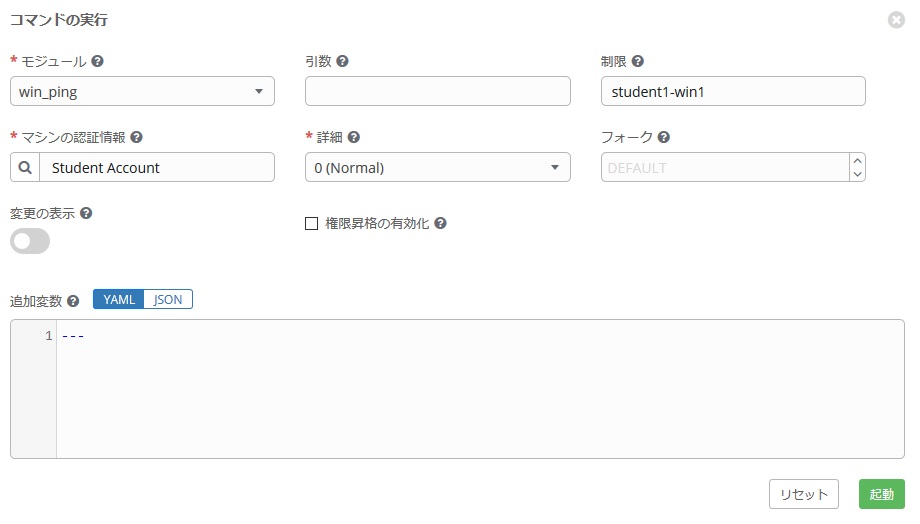 コマンドの実行
* モジュール
引数
制限
win_ping
student1-win1
* マシンの認証情報
* 詳細
フォーク
Student Account
0 (Normal)
DEFAULT
変更の表示
権限昇格の有効化
追加変数
YAML
JSON
1
---
リセット
起動